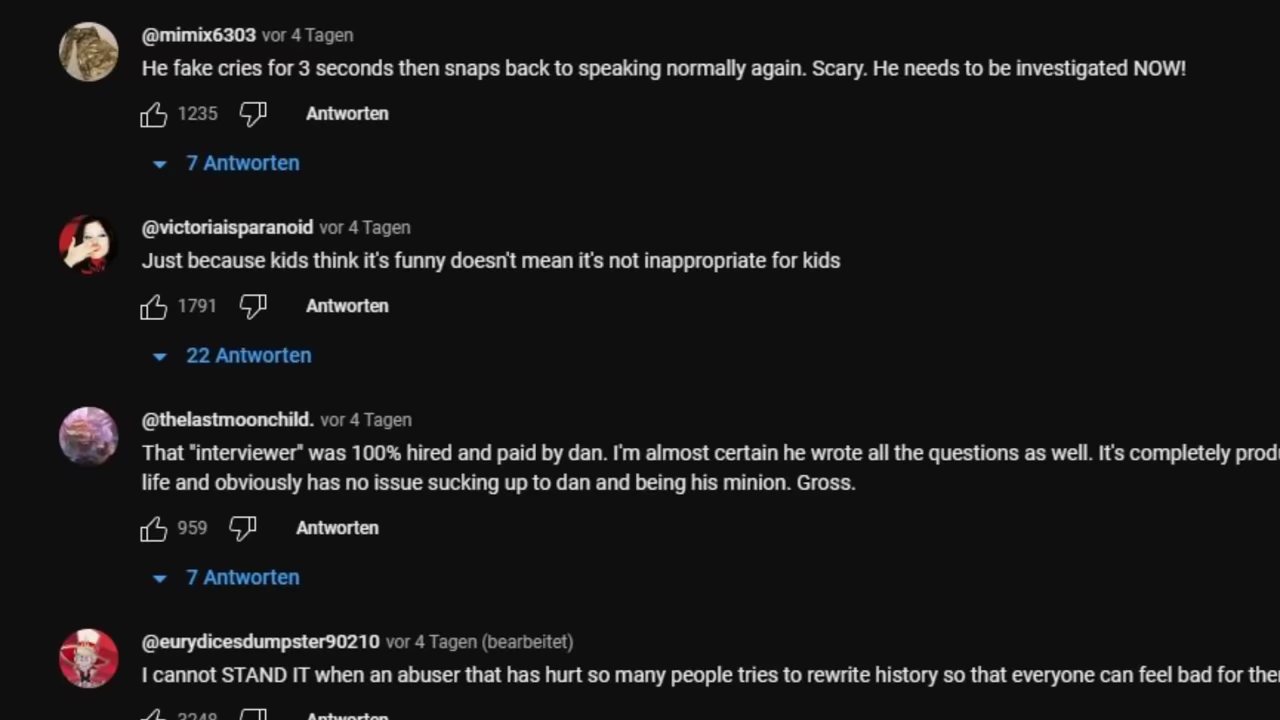 @mimix6303 vor 4 Tagen
He fake cries for 3 seconds then snaps back to speaking normally again. Scary. He needs to be investigated NOW!
1235 Antworten
7 Antworten
@victoriaisparanoid vor 4 Tagen
Just because kids think it's funny doesn't mean it's not inappropriate for kids
1791 Antworten
22 Antworten
@thelastmoonchild. vor 4 Tagen
That "interviewer" was 100% hired and paid by dan. I'm almost certain he wrote all the questions as well. It's completely
life and obviously has no issue sucking up to dan and being his minion. Gross.
959 Antworten
7 Antworten
@eurydicesdumpster90210 vor 4 Tagen (bearbeitet)
I cannot STAND IT when an abuser that has hurt so many people tries to rewrite history so that everyone can feel bad for
3248 Antworten